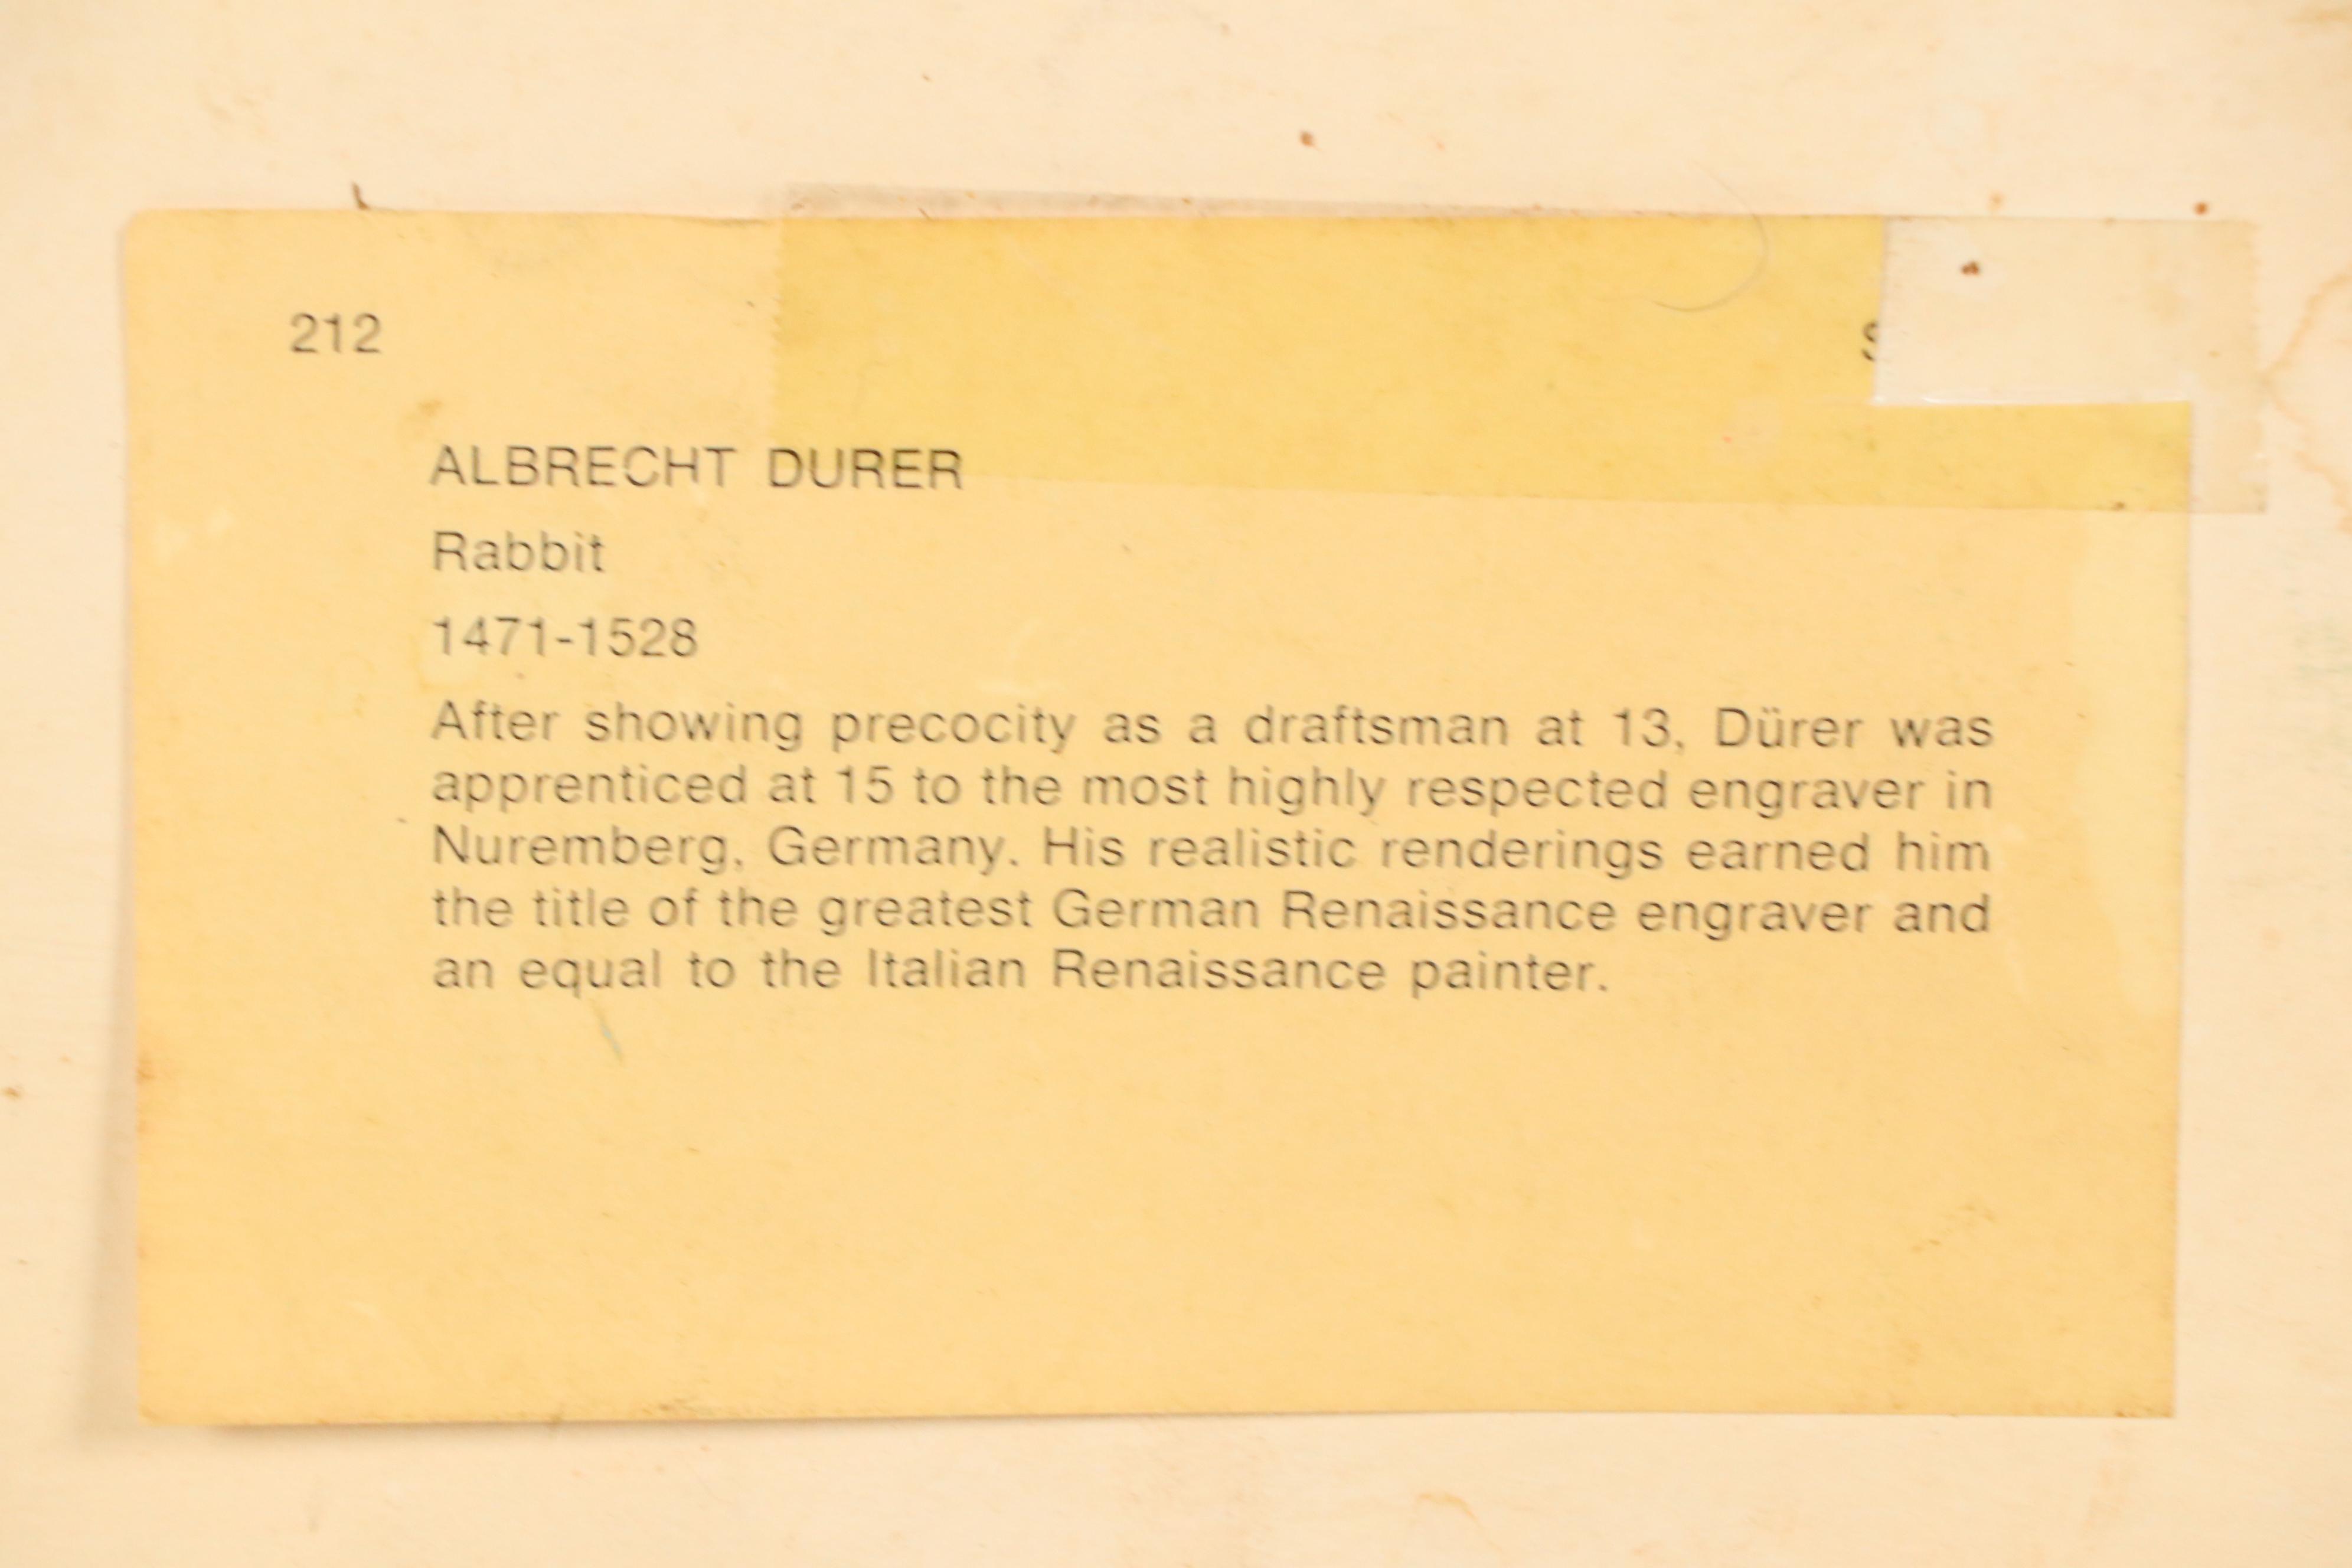 212
ALBRECHT DURER
Rabbit
1471-1528
After showing precocity as a draftsman at 13, Dürer was
apprenticed at 15 to the most highly respected engraver in
Nuremberg, Germany. His realistic renderings earned him
the title of the greatest German Renaissance engraver and
an equal to the Italian Renaissance painter.